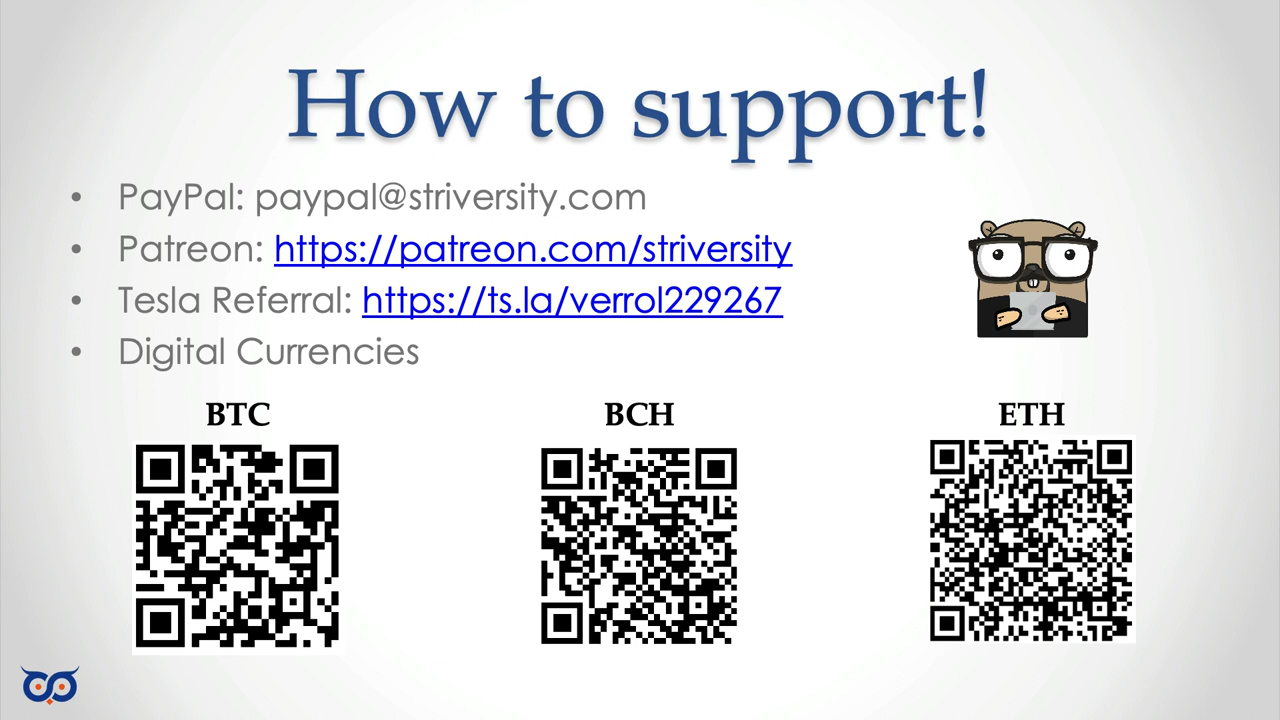 How to support!
• PayPal: paypal@striversity.com
• Patreon: https://patreon.com/striversity
• Tesla Referral: https://ts.la/verrol229267
• Digital Currencies
BTC BCH ETH